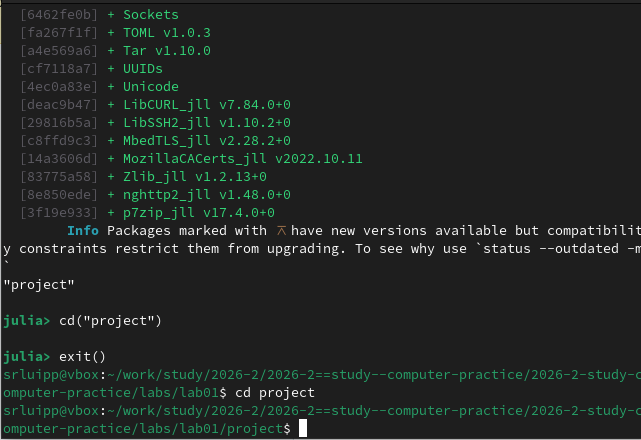 [6462fe0b] + Sockets
[fa267f1f] + TOML v1.0.3
[a4e569a6] + Tar v1.10.0
[cf7118a7] + UUIDs
[4ec0a83e] + Unicode
[deac9b47] + LibCURL_jll v7.84.0+0
[29816b5a] + LibSSH2_jll v1.10.2+0
[c8ffd9c3] + MbedTLS_jll v2.28.2+0
[14a3606d] + MozillaCACerts_jll v2022.10.11
[83775a58] + Zlib_jll v1.2.13+0
[8e850ede] + nghttp2_jll v1.48.0+0
[3f19e933] + p7zip_jll v17.4.0+0
Info Packages marked with ⌅ have new versions available but compatibilit
y constraints restrict them from upgrading. To see why use `status --outdated -m
`
"project"
julia> cd("project")
julia> exit()
srluipp@vbox:~/work/study/2026-2/2026-2==study--computer-practice/2026-2-study-c
omputer-practice/labs/lab01$ cd project
srluipp@vbox:~/work/study/2026-2/2026-2==study--computer-practice/2026-2-study-c
omputer-practice/labs/lab01/project$